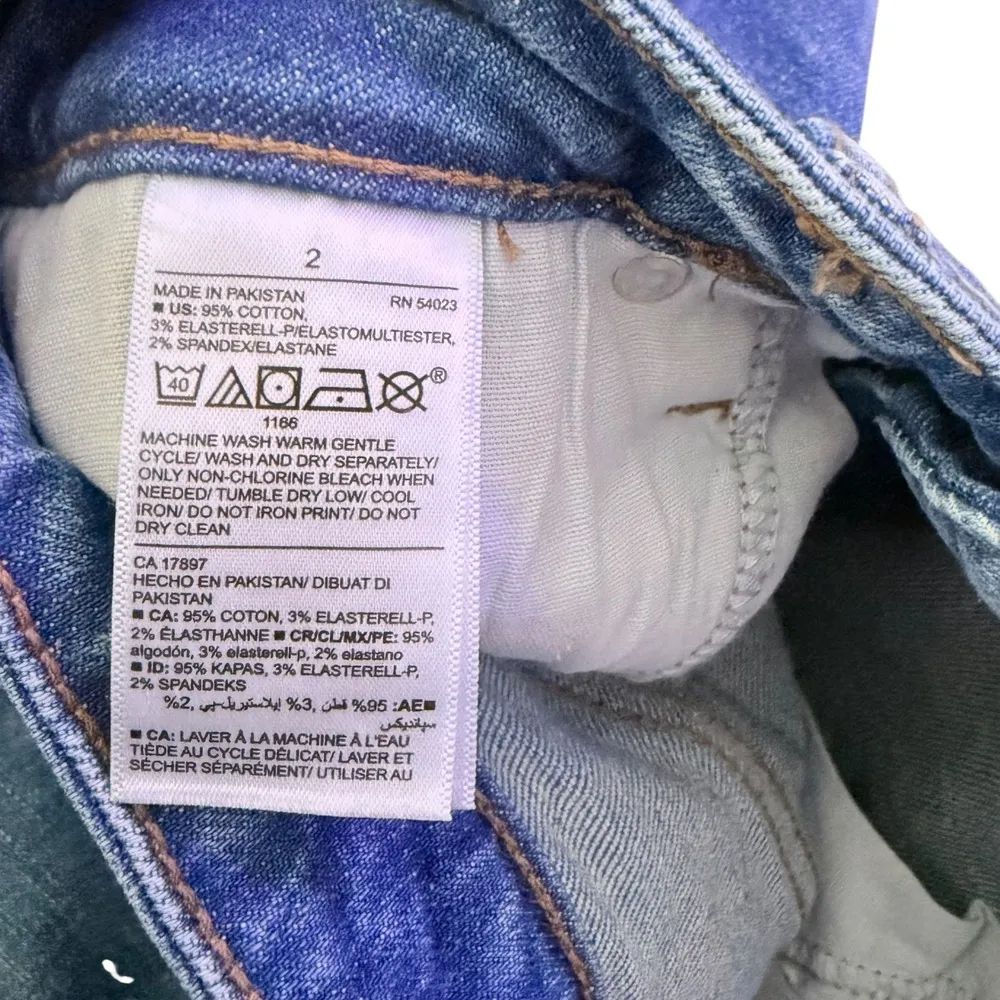 2
MADE IN PAKISTAN
RN 54023
■ US: 95% COTTON,
3% ELASTERELL-P/ELASTOMULTIESTER,
2% SPANDEX/ELASTANE
40
®
1166
MACHINE WASH WARM GENTLE
CYCLE/ WASH AND DRY SEPARATELY/
ONLY NON-CHLORINE BLEACH WHEN
NEEDED/ TUMBLE DRY LOW/ COOL
IRON/ DO NOT IRON PRINT/ DO NOT
DRY CLEAN
CA 17897
HECHO EN PAKISTAN/ DIBUAT DI
PAKISTAN
■ CA: 95% COTON, 3% ELASTERELL-P,
2% ÉLASTHANNE ■ CR/CL/MX/PE: 95%
algodón, 3% elasterell-p, 2% elastano
■ ID: 95% KAPAS, 3% ELASTERELL-P,
2% SPANDEKS
■AE: 95% قطن, 3% إيلاستيريل-بي, 2%
سبانديكس
■ CA: LAVER À LA MACHINE À L'EAU
TIÈDE AU CYCLE DÉLICAT/ LAVER ET
SÉCHER SÉPARÉMENT/ UTILISER AU